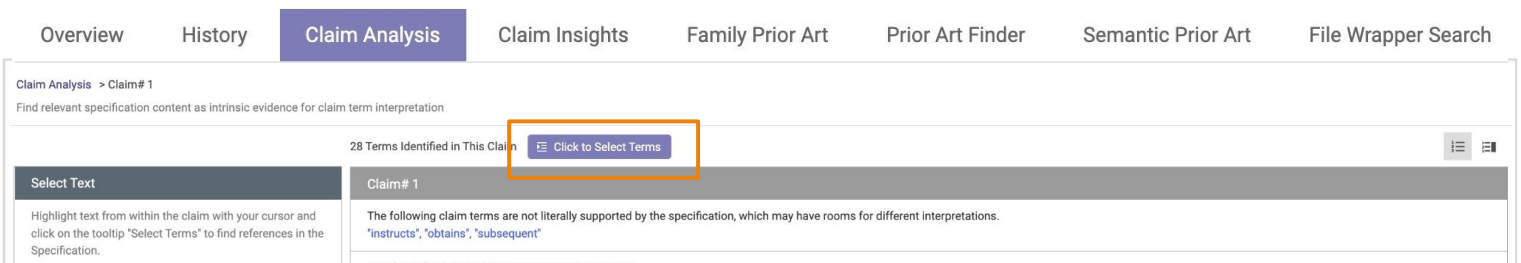 Overview History Claim Analysis Claim Insights Family Prior Art Prior Art Finder Semantic Prior Art File Wrapper Search
Claim Analysis > Claim# 1
Find relevant specification content as intrinsic evidence for claim term interpretation
28 Terms Identified in This Claim Click to Select Terms
Select Text
Highlight text from within the claim with your cursor and
click on the tooltip "Select Terms" to find references in the
Specification.
Claim# 1
The following claim terms are not literally supported by the specification, which may have rooms for different interpretations.
"instructs", "obtains", "subsequent"